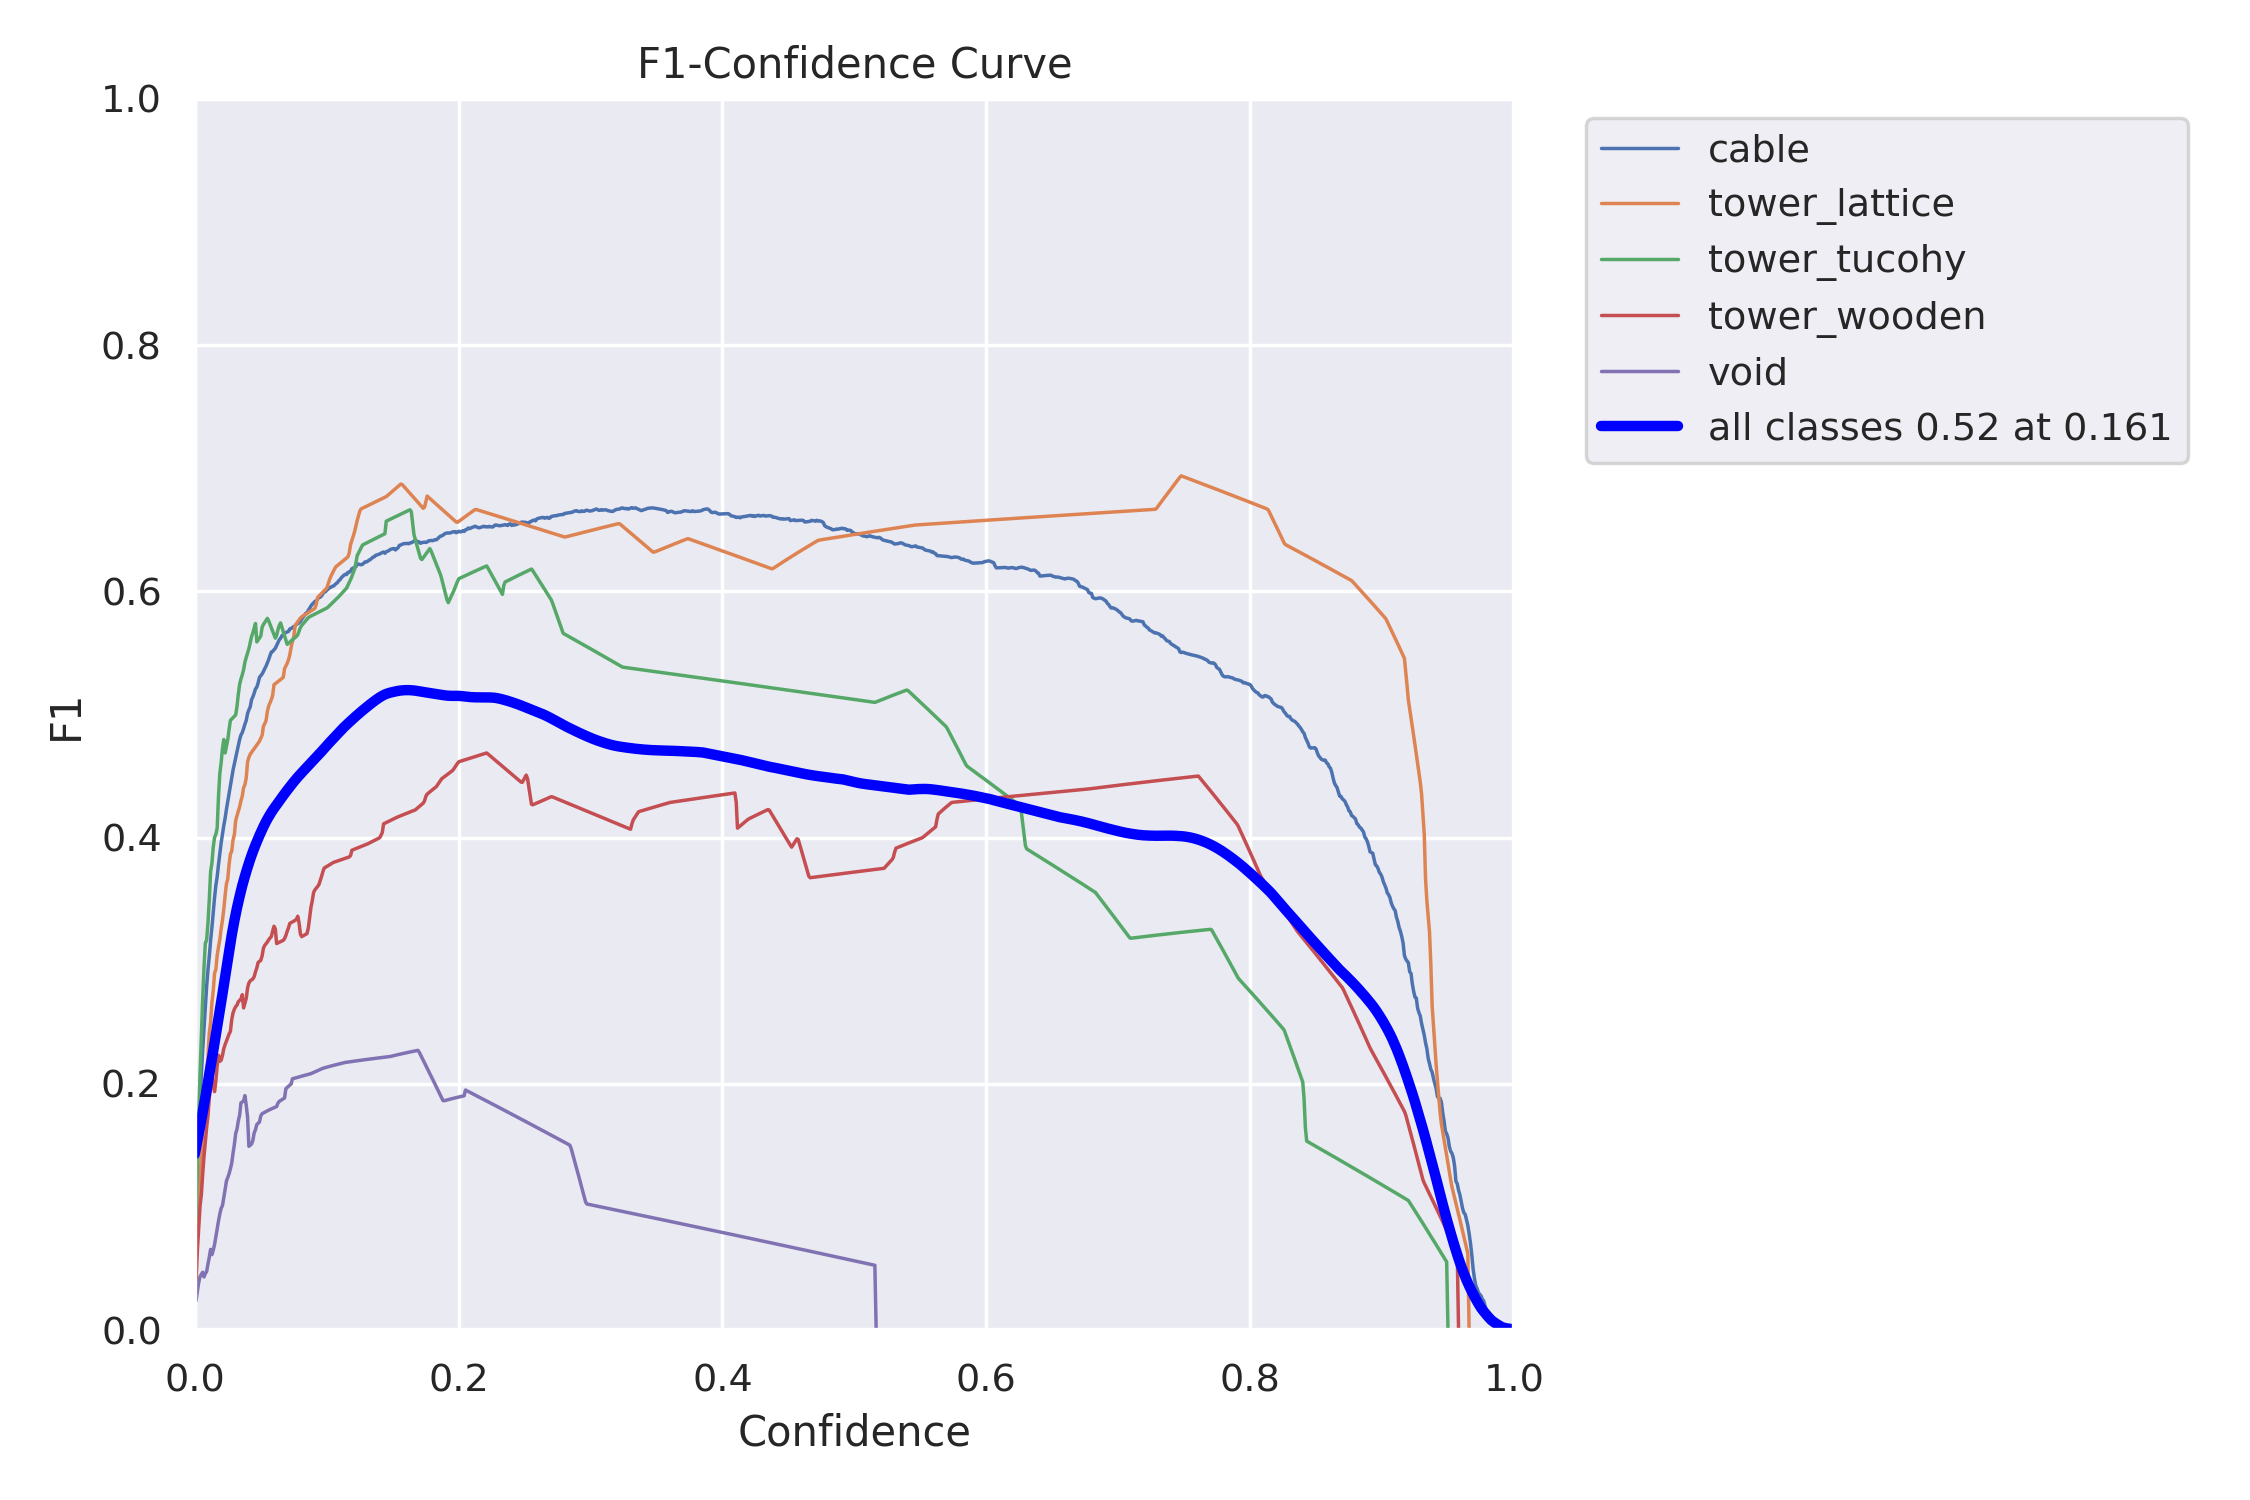 F1-Confidence Curve
1.0
0.8
0.6
0.4
0.2
0.0
F1
0.0 0.2 0.4 0.6 0.8 1.0
Confidence
cable
tower_lattice
tower_tucohy
tower_wooden
void
all classes 0.52 at 0.161